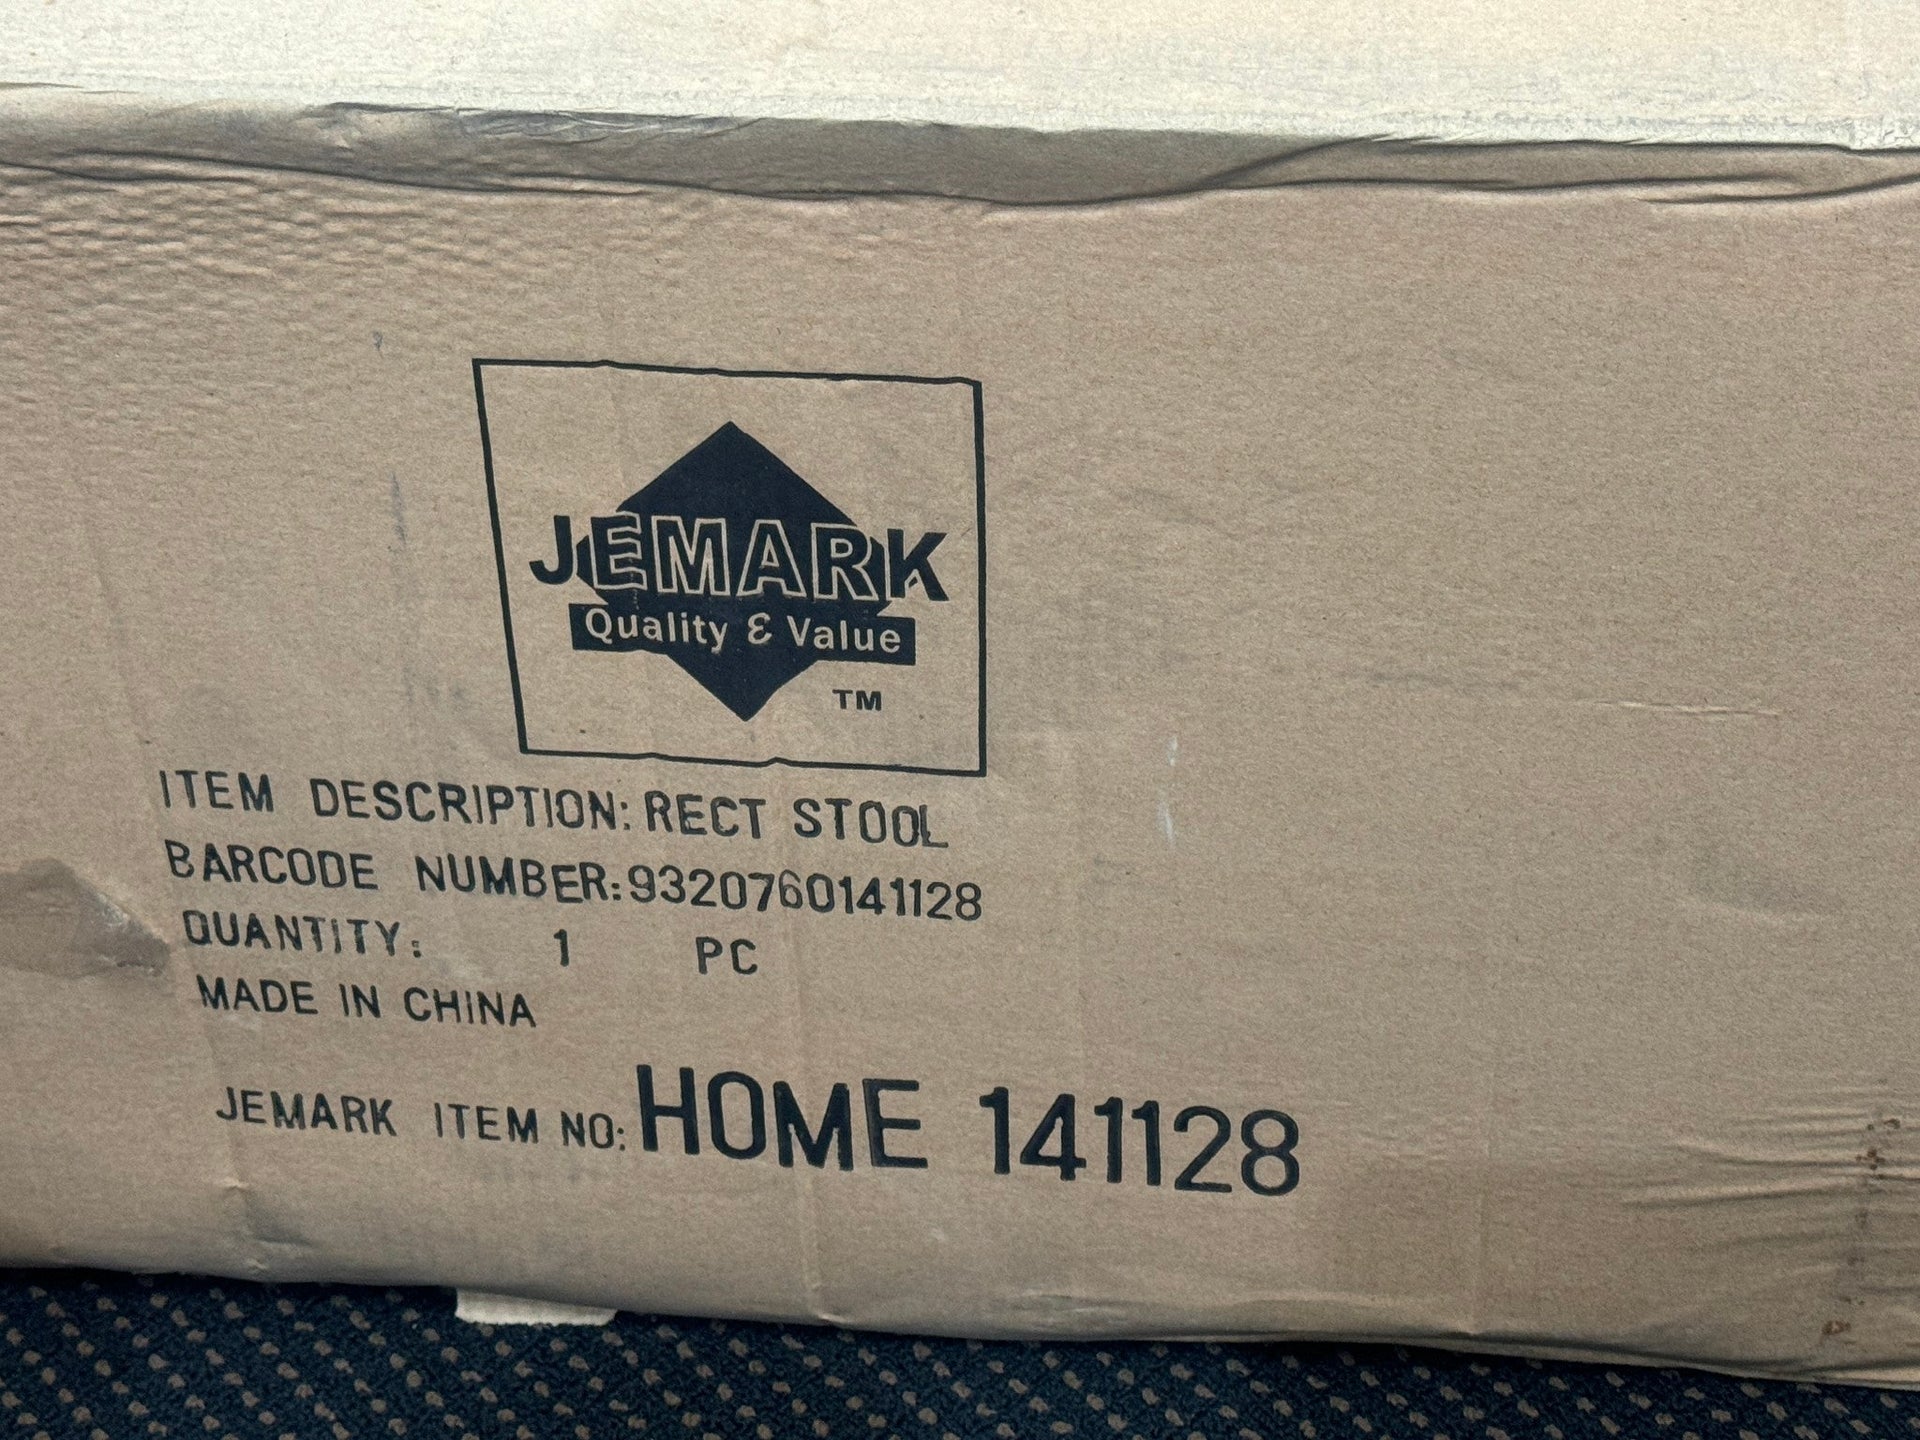 JEMARK
Quality & Value
TM
ITEM DESCRIPTION: RECT STOOL
BARCODE NUMBER: 9320760141128
QUANTITY: 1 PC
MADE IN CHINA
JEMARK ITEM NO: HOME 141128